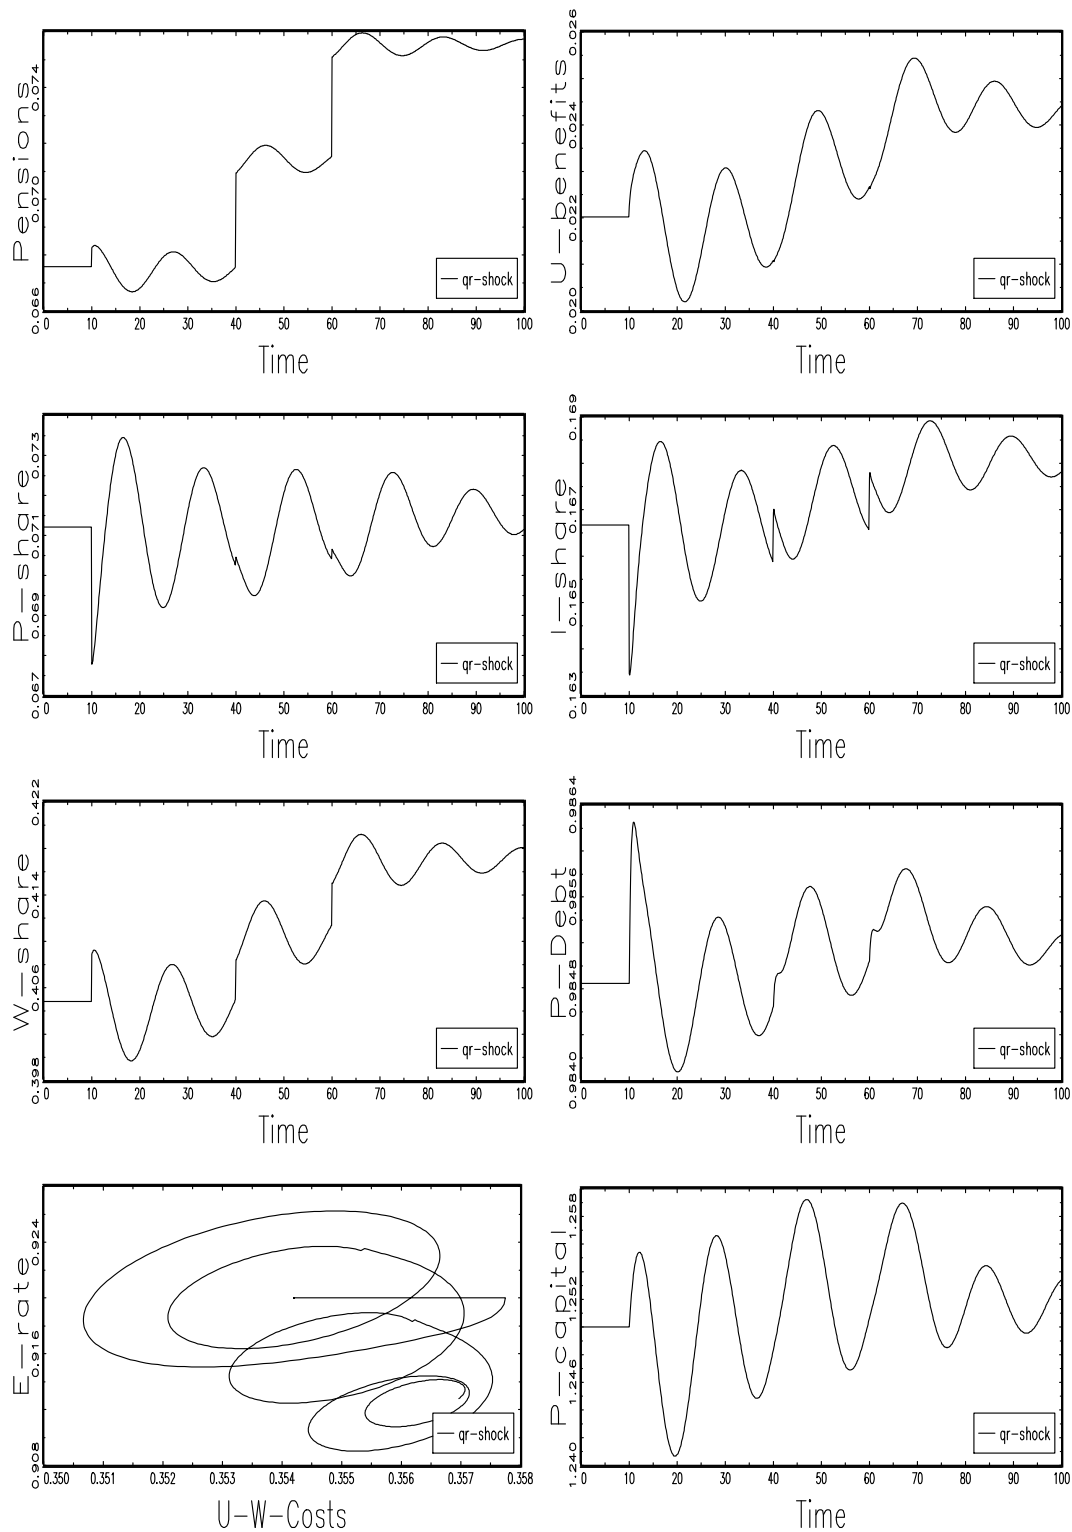 Pensions
0.074
0.070
0.066
qr-shock
0 10 20 30 40 50 60 70 80 90 100
Time
U-benefits
0.026
0.024
0.022
0.020
qr-shock
0 10 20 30 40 50 60 70 80 90 100
Time
P-share
0.073
0.071
0.069
0.067
qr-shock
0 10 20 30 40 50 60 70 80 90 100
Time
I-share
0.169
0.167
0.165
0.163
qr-shock
0 10 20 30 40 50 60 70 80 90 100
Time
W-share
0.422
0.414
0.406
0.398
qr-shock
0 10 20 30 40 50 60 70 80 90 100
Time
P-Debt
0.9864
0.9856
0.9848
0.9840
qr-shock
0 10 20 30 40 50 60 70 80 90 100
Time
E-rate
0.924
0.916
0.908
qr-shock
0.350 0.351 0.352 0.353 0.354 0.355 0.356 0.357 0.358
U-W-Costs
P-capital
1.258
1.252
1.246
1.240
qr-shock
0 10 20 30 40 50 60 70 80 90 100
Time